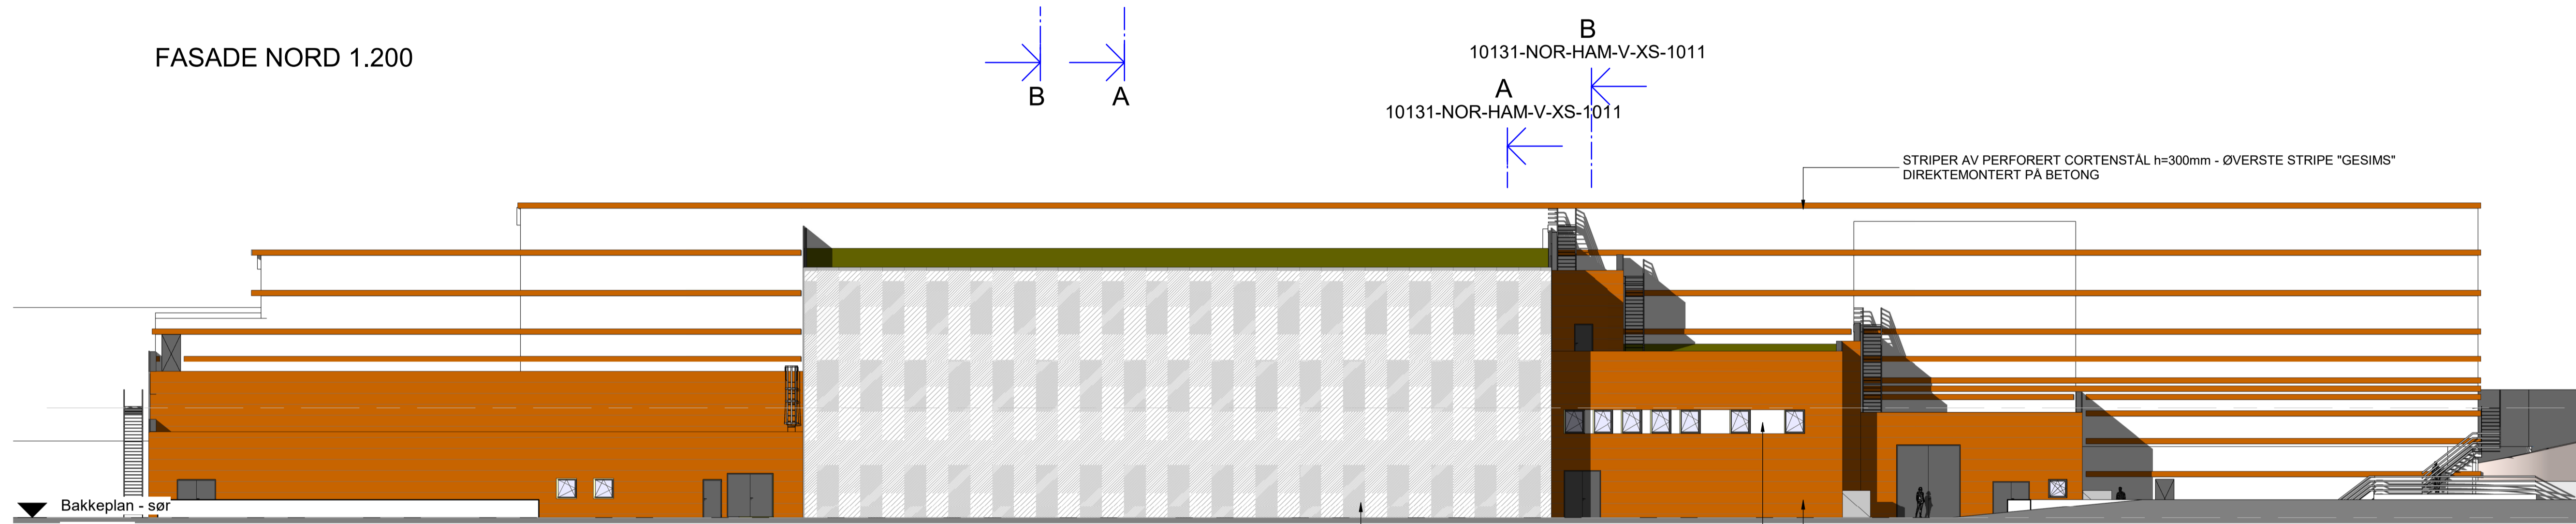 FASADE NORD 1.200
B
A
B
10131-NOR-HAM-V-XS-1011
A
10131-NOR-HAM-V-XS-1011
STRIPER AV PERFORERT CORTENSTÅL h=300mm - ØVERSTE STRIPE "GESIMS"
DIREKTEMONTERT PÅ BETONG
Bakkeplan - sør